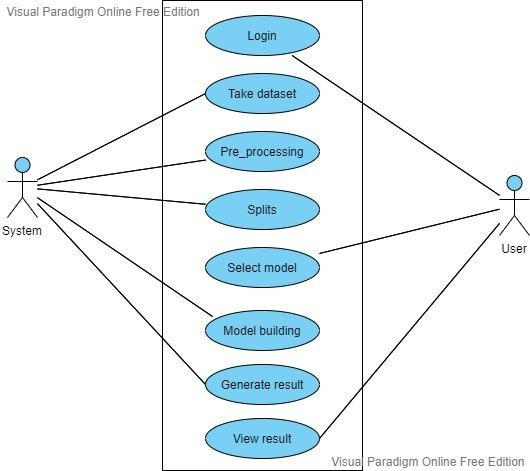 Visual Paradigm Online Free Edition
Login
Take dataset
Pre_processing
Splits
System
User
Select model
Model building
Generate result
View result
Visual Paradigm Online Free Edition